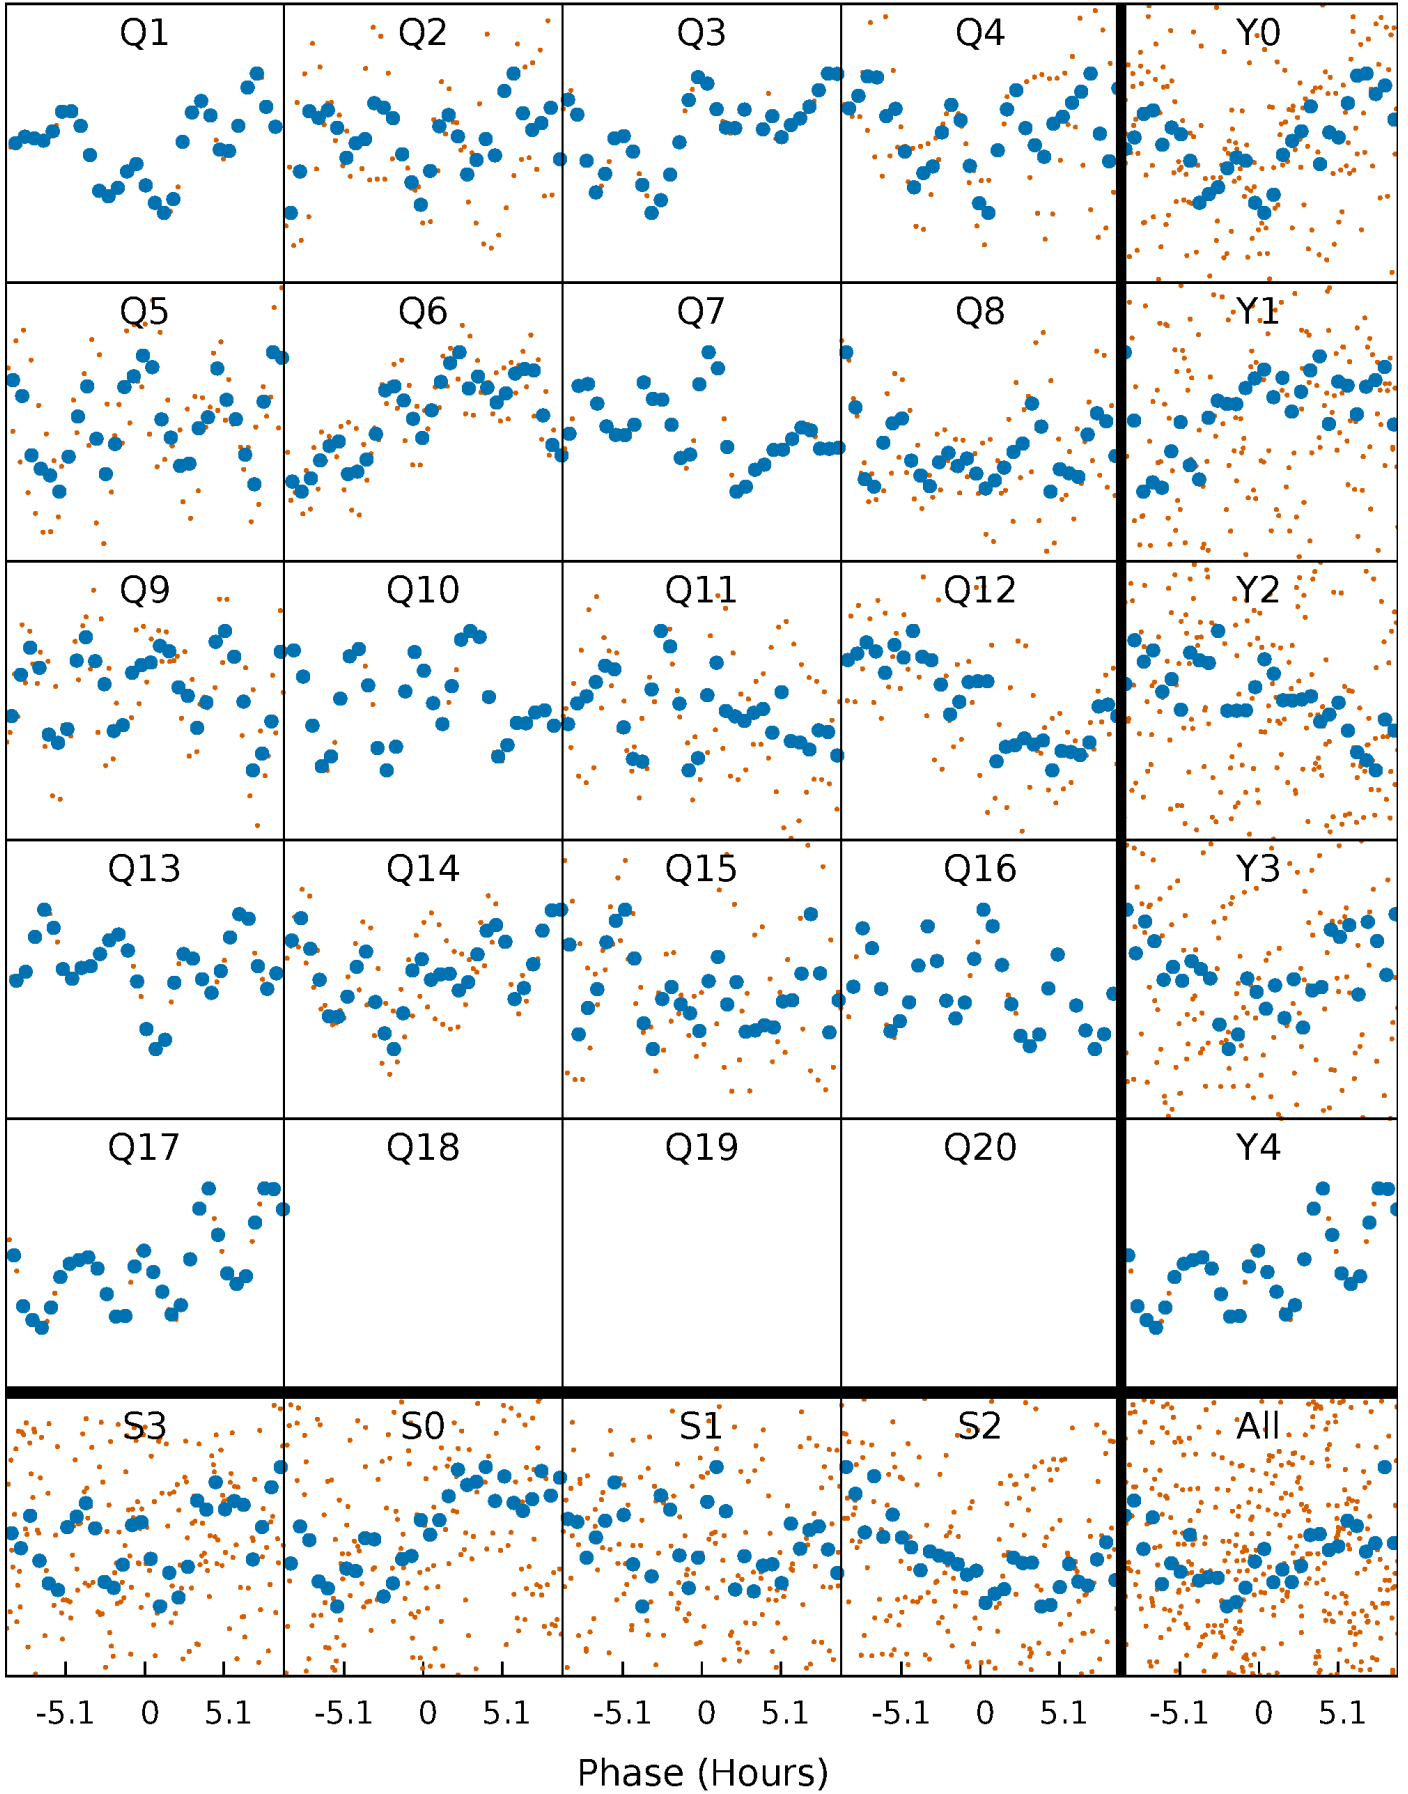 Q1 Q2 Q3 Q4 Y0
Q5 Q6 Q7 Q8 Y1
Q9 Q10 Q11 Q12 Y2
Q13 Q14 Q15 Q16 Y3
Q17 Q18 Q19 Q20 Y4
S3 S0 S1 S2 All
-5.1 0 5.1 -5.1 0 5.1 -5.1 0 5.1 -5.1 0 5.1 -5.1 0 5.1
Phase (Hours)